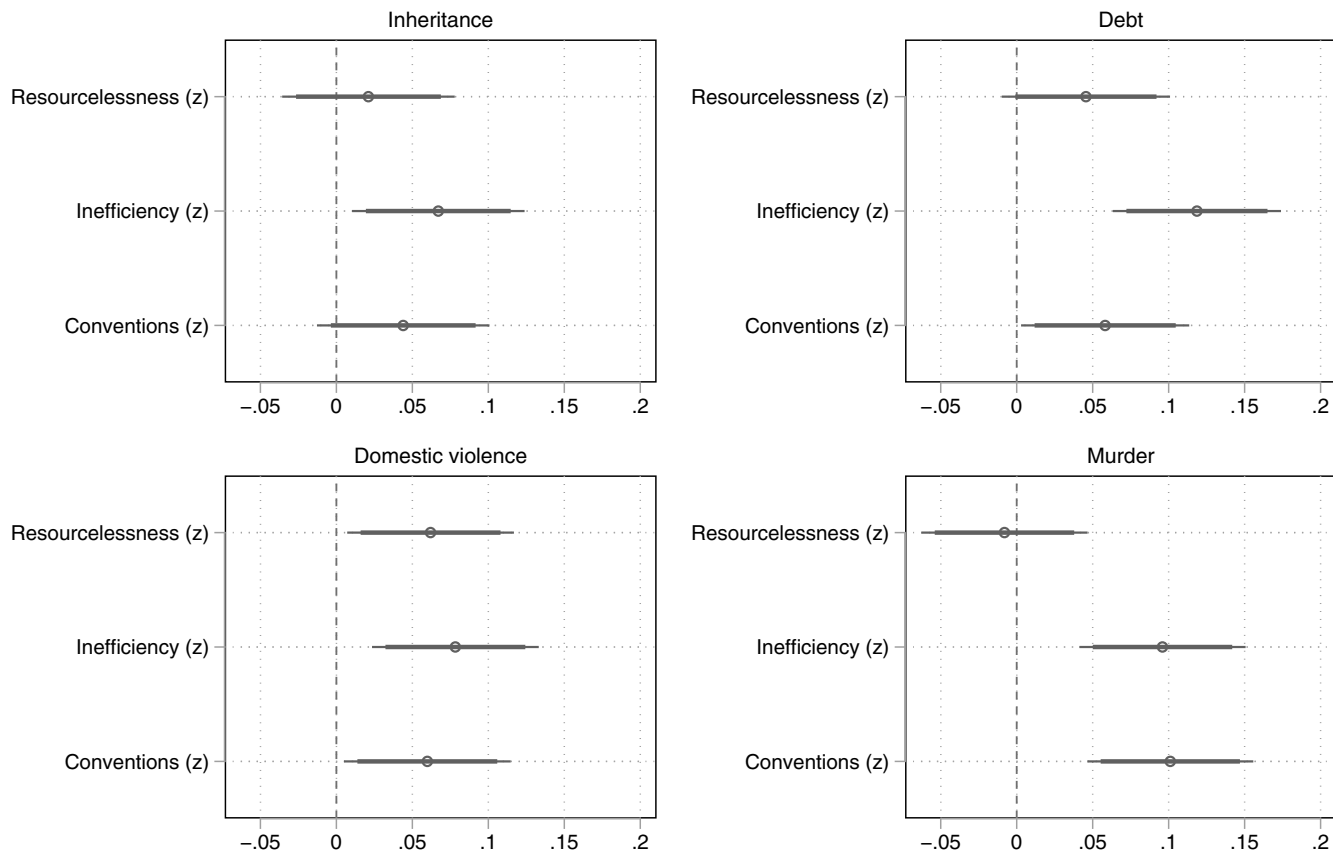 Inheritance
Resourcelessness (z)
Inefficiency (z)
Conventions (z)
−.05 0 .05 .1 .15 .2
Debt
Resourcelessness (z)
Inefficiency (z)
Conventions (z)
−.05 0 .05 .1 .15 .2
Domestic violence
Resourcelessness (z)
Inefficiency (z)
Conventions (z)
−.05 0 .05 .1 .15 .2
Murder
Resourcelessness (z)
Inefficiency (z)
Conventions (z)
−.05 0 .05 .1 .15 .2